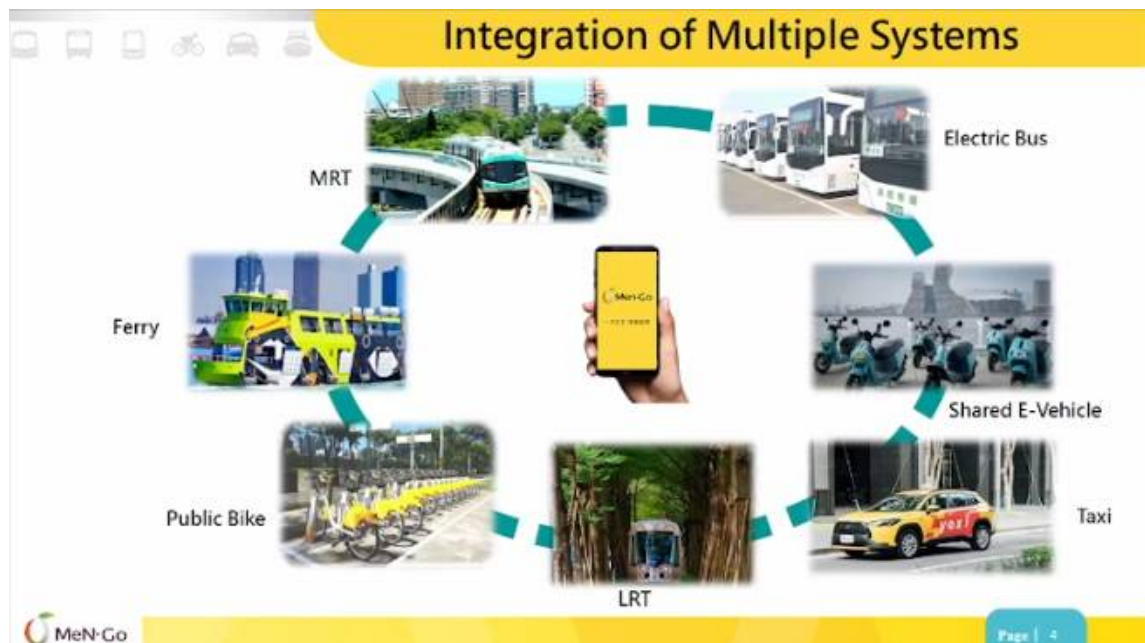 Integration of Multiple Systems
MRT
Electric Bus
MeN·Go
Ferry
Shared E-Vehicle
Public Bike
yoxi
Taxi
LRT
MeN·Go
Page | 4